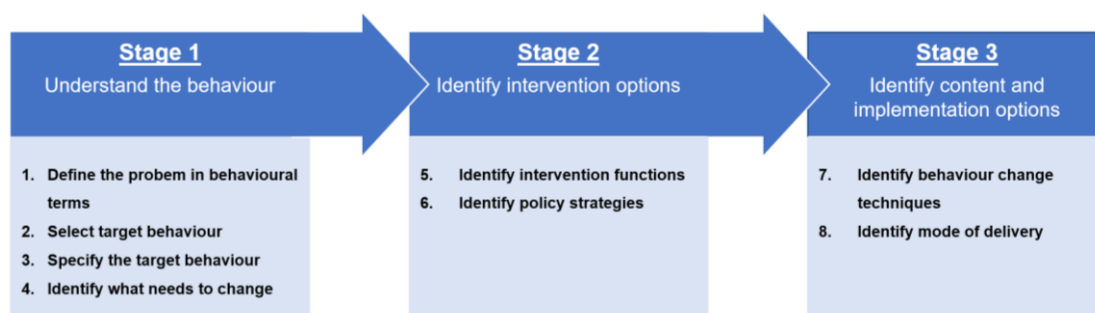 Stage 1
Understand the behaviour
1. Define the probem in behavioural
terms
2. Select target behaviour
3. Specify the target behaviour
4. Identify what needs to change
Stage 2
Identify intervention options
5. Identify intervention functions
6. Identify policy strategies
Stage 3
Identify content and
implementation options
7. Identify behaviour change
techniques
8. Identify mode of delivery